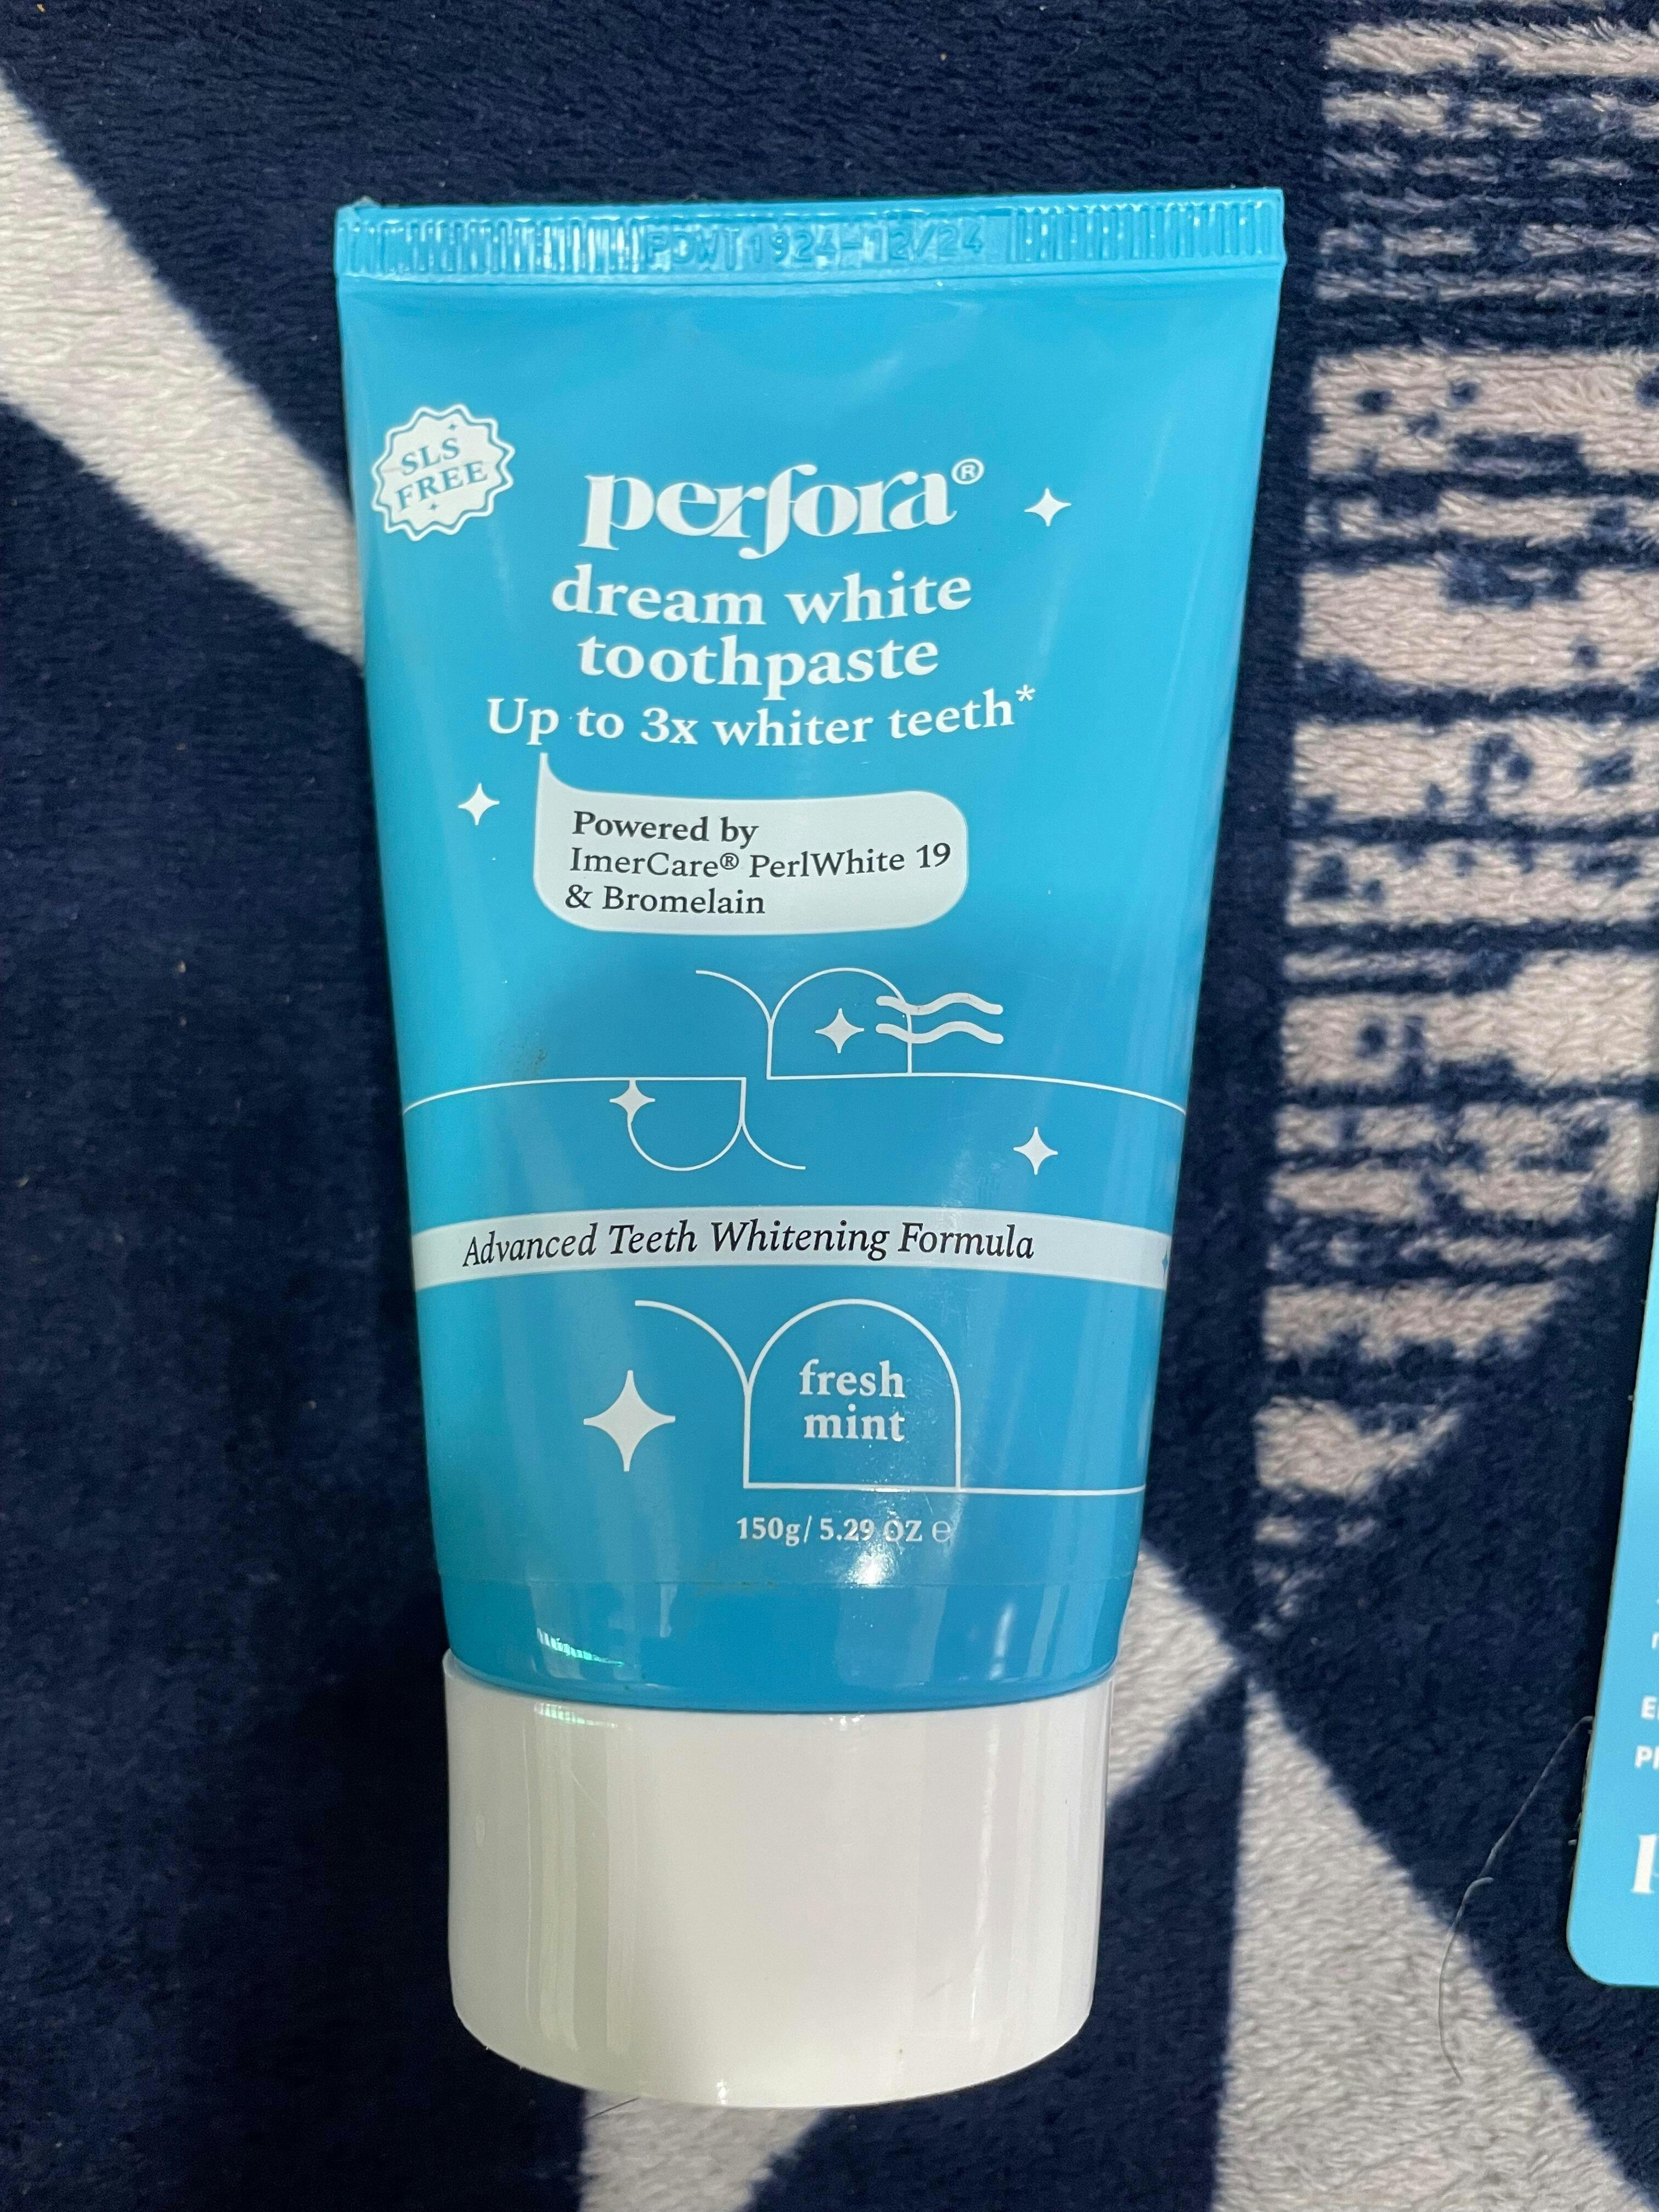 PDWT1924-12/24
SLS
FREE
perfora®
dream white
toothpaste
Up to 3x whiter teeth*
Powered by
ImerCare® PerlWhite 19
& Bromelain
Advanced Teeth Whitening Formula
fresh
mint
150g/ 5.29 OZ ℮